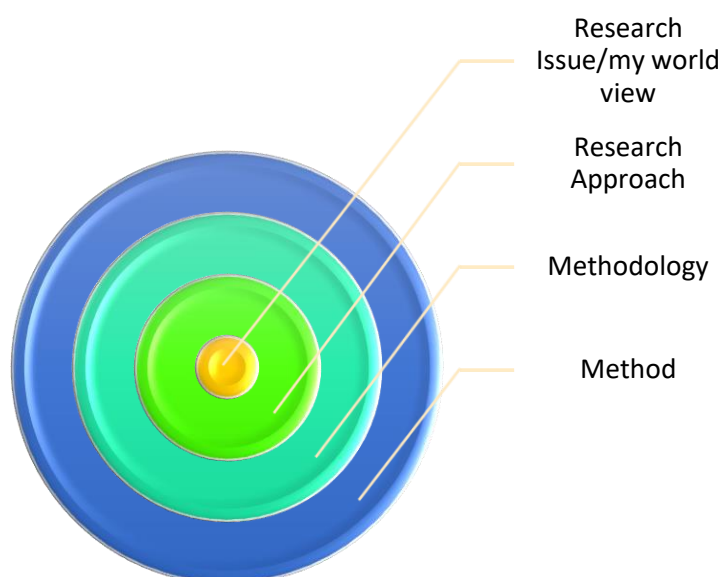 Research
Issue/my world
view
Research
Approach
Methodology
Method